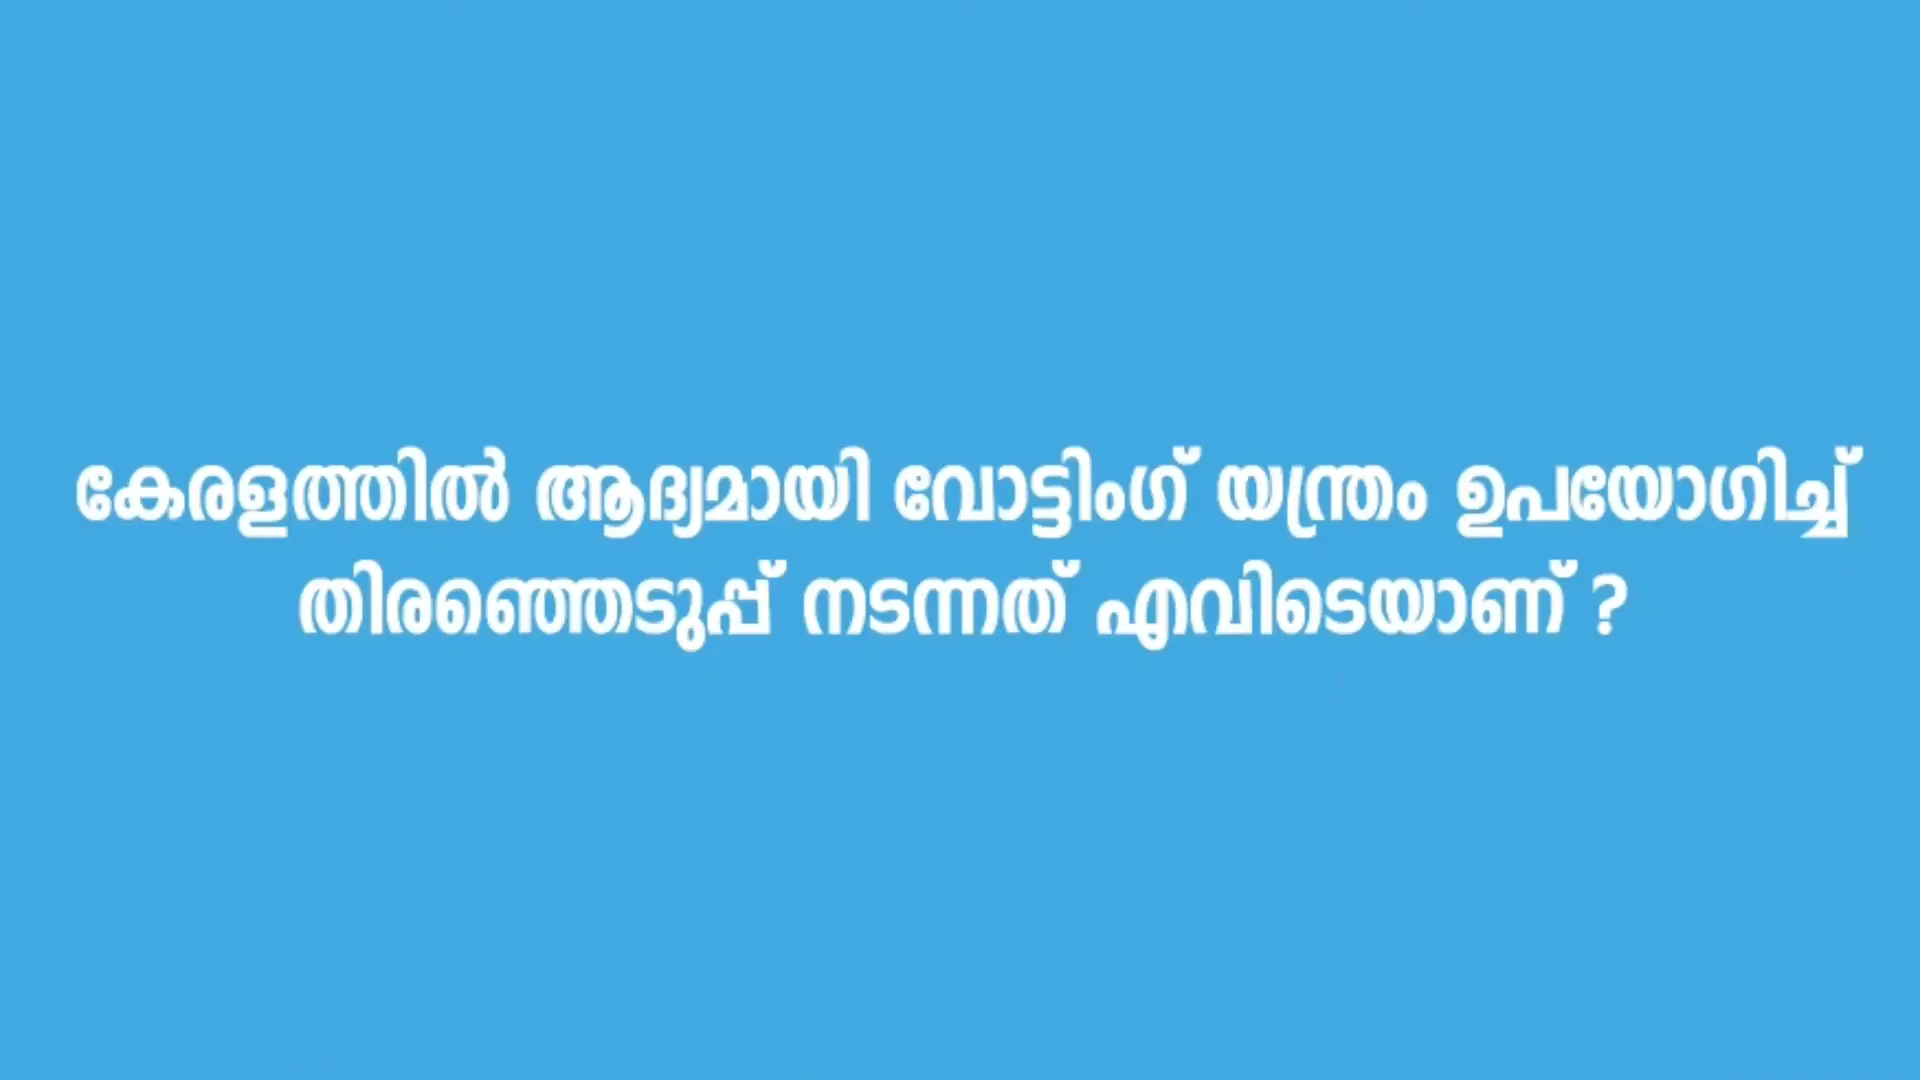 കേരളത്തിൽ ആദ്യമായി വോട്ടിംഗ് യന്ത്രം ഉപയോഗിച്ച്
തിരഞ്ഞെടുപ്പ് നടന്നത് എവിടെയാണ് ?